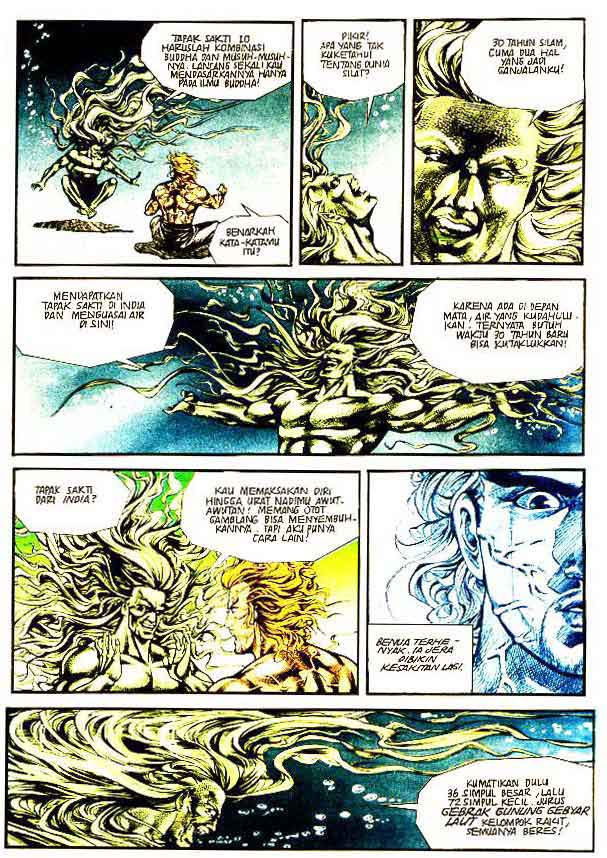 TAPAK SAKTI 10
HARUSLAH KOMBINASI
BUDDHA DAN MUSUH-MUSUH-
NYA. LANCANG SEKALI KAU
MENDASARKANNYA HANYA
PADA ILMU BUDDHA!
BENARKAH
KATA-KATAMU
ITU?
PIKIR!
APA YANG TAK
KUKETAHUI
TENTANG DUNIA
SILAT?
30 TAHUN SILAM,
CUMA DUA HAL
YANG JADI
GANJALANKU!
MENDAPATKAN
TAPAK SAKTI DI INDIA
DAN MENGUASAI AIR
DI SINI!
KARENA ADA DI DEPAN
MATA, AIR YANG KUDAHULU-
KAN. TERNYATA BUTUH
WAKTU 30 TAHUN BARU
BISA KUTAKLUKKAN!
TAPAK SAKTI
DARI INDIA?
KAU MEMAKSAKAN DIRI
HINGGA URAT NADIMU AWUT-
AWUTAN! MEMANG OTOT
GAMBLANG BISA MENYEMBUH-
KANNYA. TAPI AKU PUNYA
CARA LAIN!
BENUA TERHE-
NYAK. IA JERA
DIBIKIN
KESAKITAN LAGI.
KUMATIKAN DULU
36 SIMPUL BESAR, LALU
72 SIMPUL KECIL. JURUS
GEBRAK GUNUNG GEBYAR
LAUT KELOMPOK RAKIT,
SEMUANYA BERES!